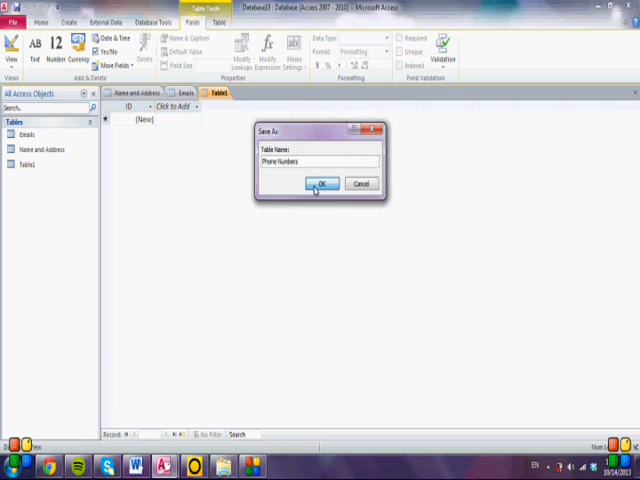 Table Tools
Database18 : Database (Access 2007 - 2010) - Microsoft Access
File Home Create External Data Database Tools Fields Table
View
AB 12
Text Number Currency
Date & Time
Yes/No
More Fields
Delete
Name & Caption
Default Value
Field Size
Modify Lookups
fx Modify Expression
ab Memo Settings
Data Type:
Format:
$ % ,
Required
Unique
Indexed
Validation
Views Add & Delete Properties Formatting Field Validation
All Access Objects
Search...
Tables
Emails
Name and Address
Table1
Name and Address Emails Table1
ID Click to Add
* (New)
Save As
Table Name:
Phone Numbers
OK Cancel
Record: No Filter Search
EN
10/14/2013